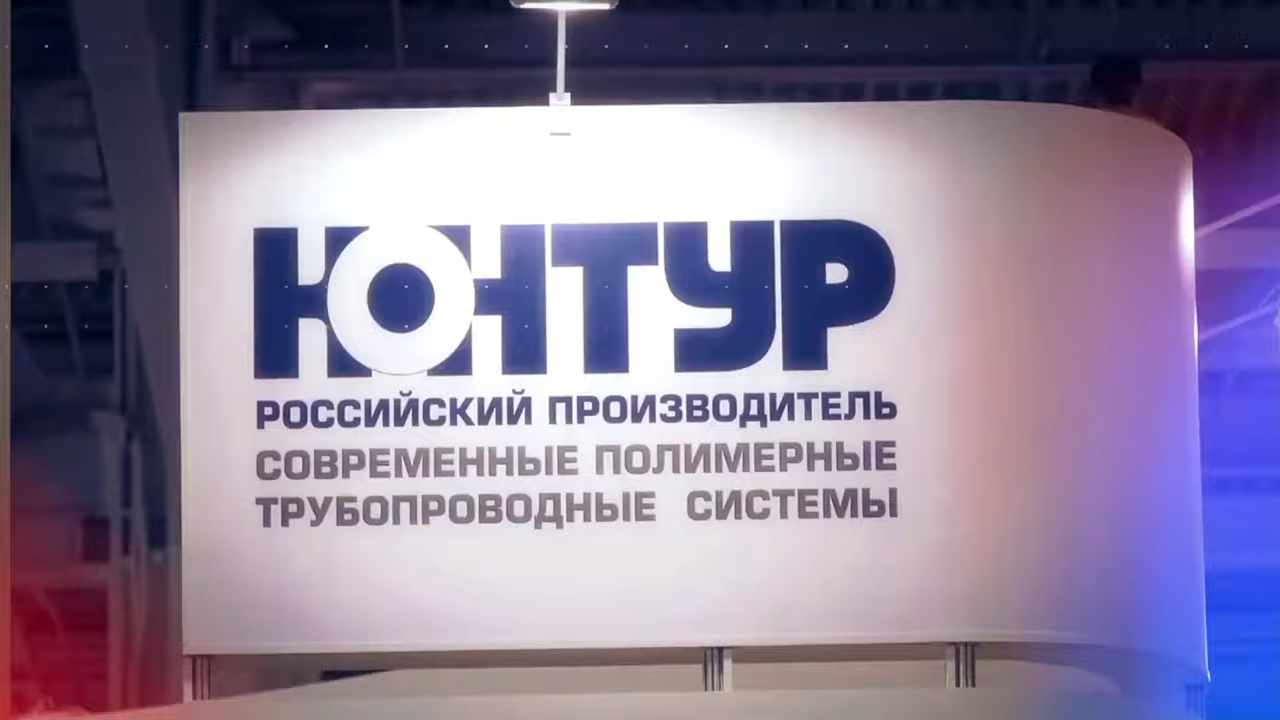 КОНТУР
РОССИЙСКИЙ ПРОИЗВОДИТЕЛЬ
СОВРЕМЕННЫЕ ПОЛИМЕРНЫЕ
ТРУБОПРОВОДНЫЕ СИСТЕМЫ